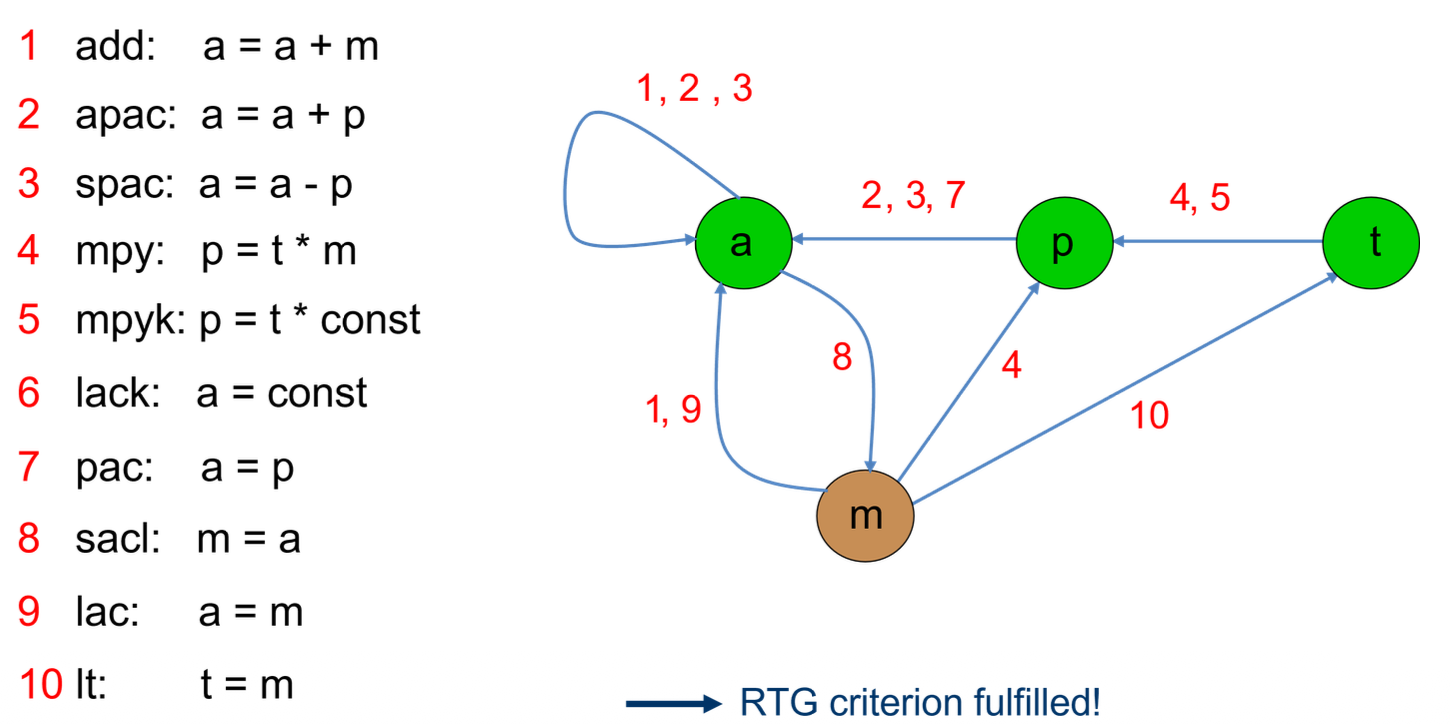 1 add: a = a + m
2 apac: a = a + p
3 spac: a = a - p
4 mpy: p = t * m
5 mpyk: p = t * const
6 lack: a = const
7 pac: a = p
8 sacl: m = a
9 lac: a = m
10 lt: t = m
1, 2 , 3
2, 3, 7
4, 5
a
p
t
8
4
1, 9
10
m
RTG criterion fulfilled!